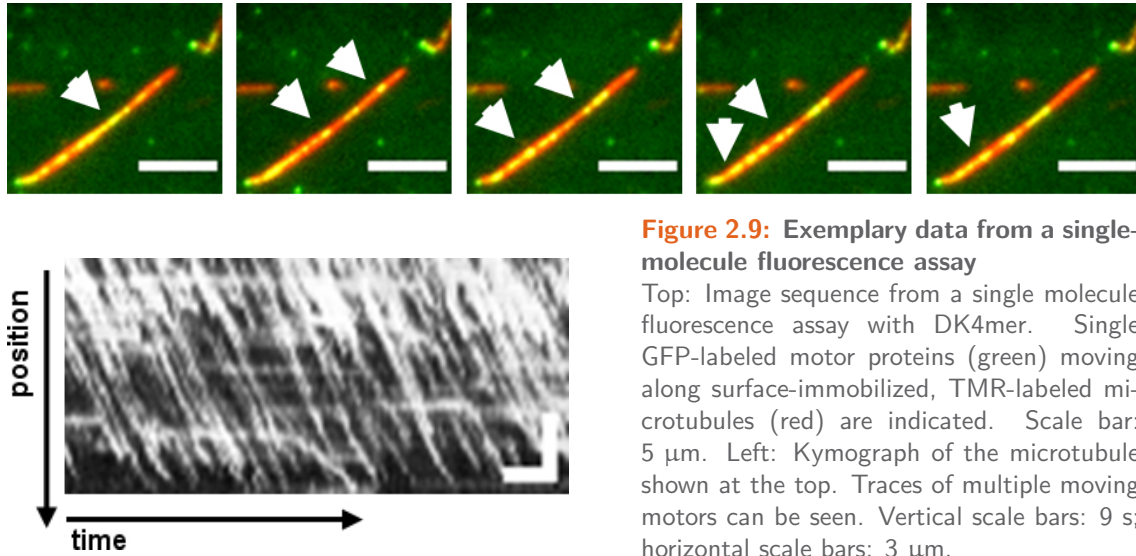 Figure 2.9: Exemplary data from a single-
molecule fluorescence assay
Top: Image sequence from a single molecule
fluorescence assay with DK4mer. Single
GFP-labeled motor proteins (green) moving
along surface-immobilized, TMR-labeled mi-
crotubules (red) are indicated. Scale bar:
5 μm. Left: Kymograph of the microtubule
shown at the top. Traces of multiple moving
motors can be seen. Vertical scale bars: 9 s;
horizontal scale bars: 3 μm.
position
time